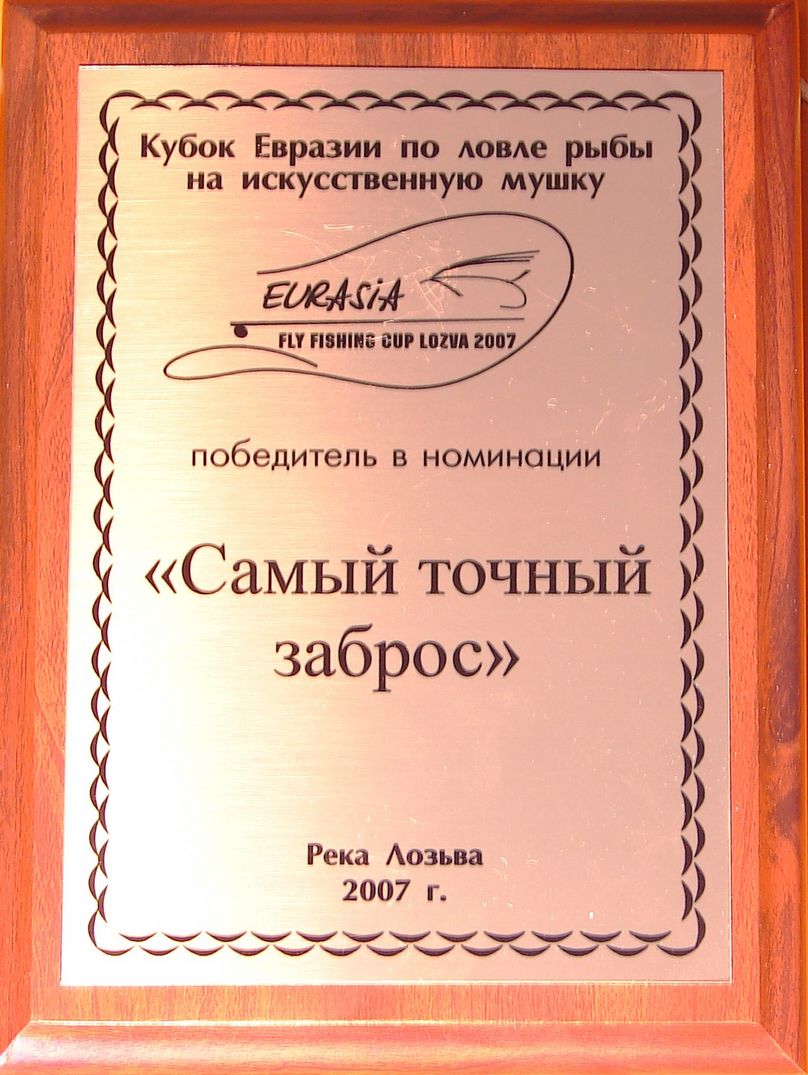 Кубок Евразии по ловле рыбы
на искусственную мушку
EURASIA
FLY FISHING CUP LOZVA 2007
победитель в номинации
«Самый точный
заброс»
Река Лозьва
2007 г.